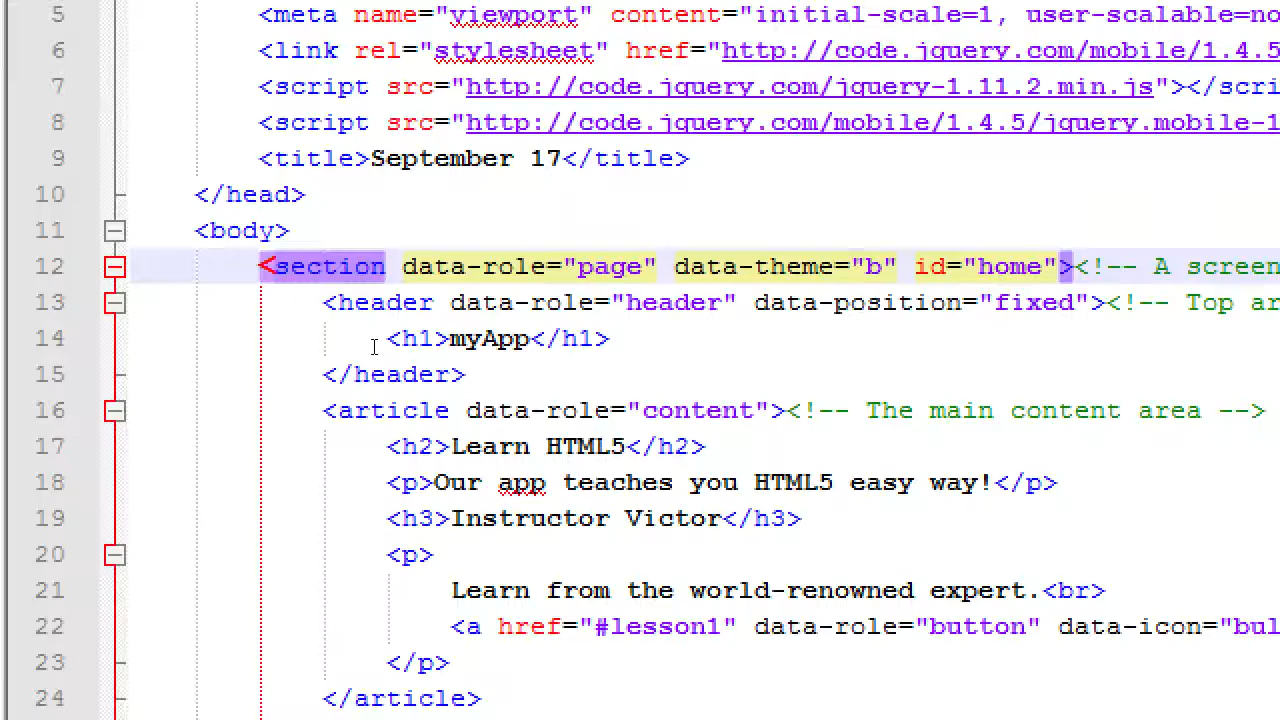 5 <meta name="viewport" content="initial-scale=1, user-scalable=no
6 <link rel="stylesheet" href="http://code.jquery.com/mobile/1.4.5
7 <script src="http://code.jquery.com/jquery-1.11.2.min.js"></scri
8 <script src="http://code.jquery.com/mobile/1.4.5/jquery.mobile-1
9 <title>September 17</title>
10 </head>
11 <body>
12 <section data-role="page" data-theme="b" id="home"><!-- A screen
13 <header data-role="header" data-position="fixed"><!-- Top ar
14 <h1>myApp</h1>
15 </header>
16 <article data-role="content"><!-- The main content area -->
17 <h2>Learn HTML5</h2>
18 <p>Our app teaches you HTML5 easy way!</p>
19 <h3>Instructor Victor</h3>
20 <p>
21 Learn from the world-renowned expert.<br>
22 <a href="#lesson1" data-role="button" data-icon="bul
23 </p>
24 </article>